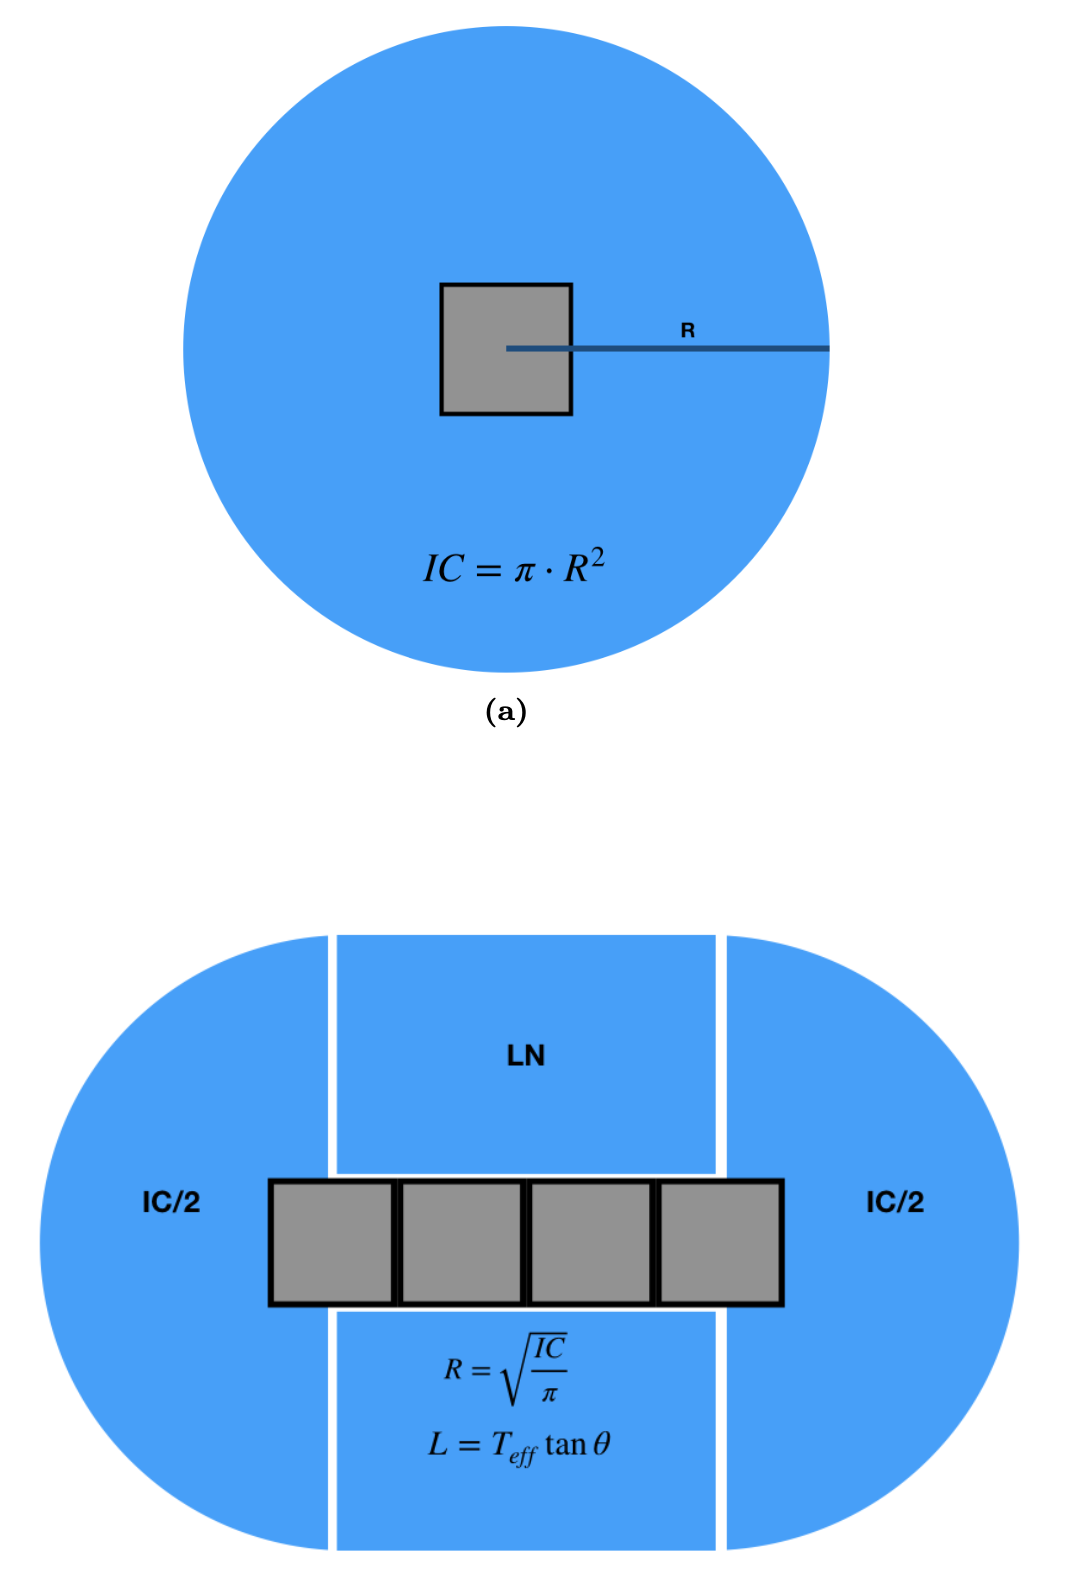 R
IC = π · R²
(a)
LN
IC/2
IC/2
R = √(IC/π)
L = T_eff tan θ